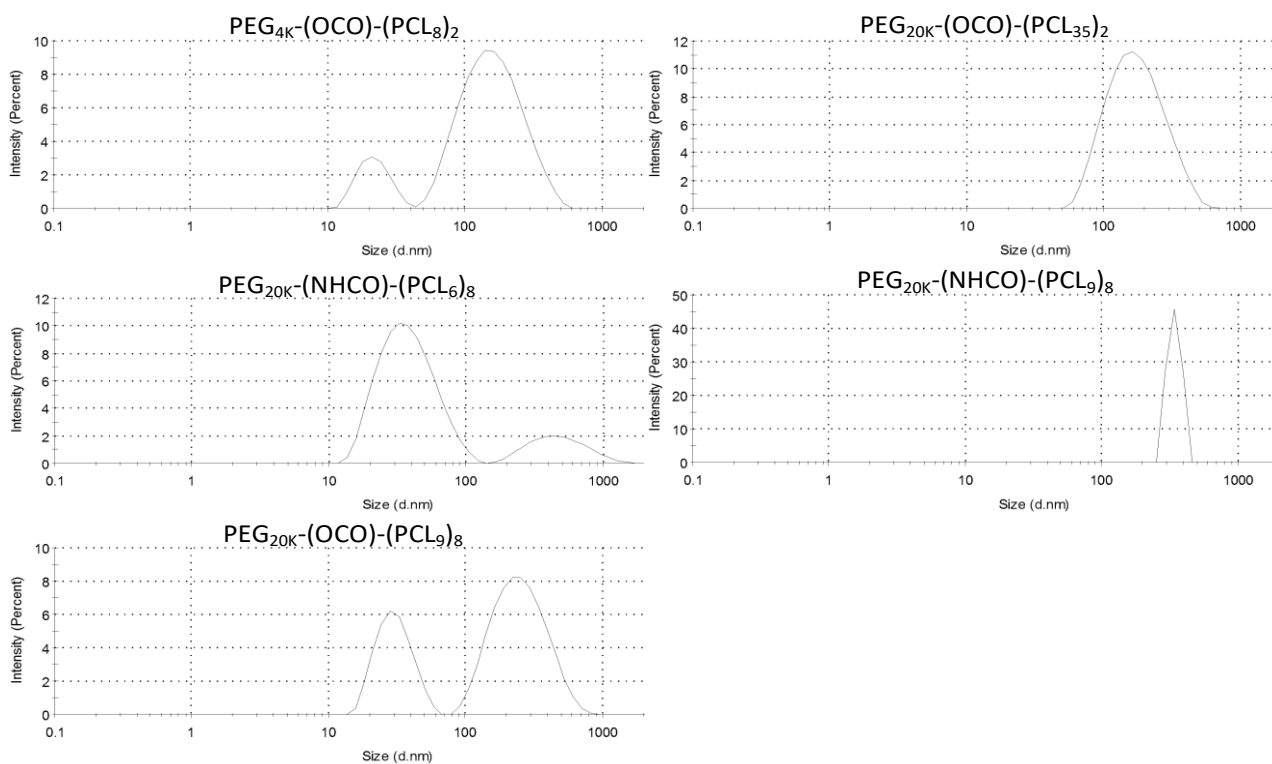 PEG4K-(OCO)-(PCL8)2
Intensity (Percent)
10
8
6
4
2
0
0.1 1 10 100 1000
Size (d.nm)
PEG20K-(OCO)-(PCL35)2
Intensity (Percent)
12
10
8
6
4
2
0
0.1 1 10 100 1000
Size (d.nm)
PEG20K-(NHCO)-(PCL6)8
Intensity (Percent)
12
10
8
6
4
2
0
0.1 1 10 100 1000
Size (d.nm)
PEG20K-(NHCO)-(PCL9)8
Intensity (Percent)
50
40
30
20
10
0
0.1 1 10 100 1000
Size (d.nm)
PEG20K-(OCO)-(PCL9)8
Intensity (Percent)
10
8
6
4
2
0
0.1 1 10 100 1000
Size (d.nm)